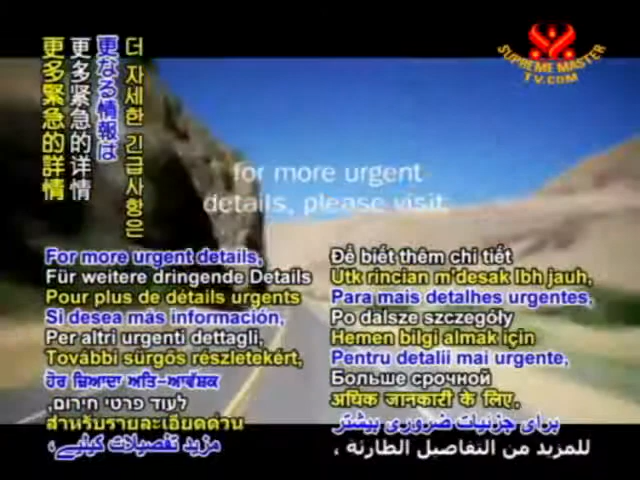 SUPREME MASTER
TV.COM
更多緊急的詳情
更多紧急的详情
更なる情報は
더 자세한 긴급사항은
for more urgent
details, please visit
For more urgent details,
Für weitere dringende Details
Pour plus de détails urgents
Si desea más información,
Per altri urgenti dettagli,
További sürgős részletekért,
ਹੋਰ ਜ਼ਿਆਦਾ ਅਤਿ-ਆਵੱਸ਼ਕ
לעוד פרטי חירום,
สำหรับรายละเอียดด่วน
مزید تفصیلات کیلیے،
Để biết thêm chi tiết
Utk rincian m'desak lbh jauh,
Para mais detalhes urgentes,
Po dalsze szczegóły
Hemen bilgi almak için
Pentru detalii mai urgente,
Больше срочной
अधिक जानकारी के लिए,
برای جزئیات ضروری بیشتر
للمزيد من التفاصيل الطارئة ،